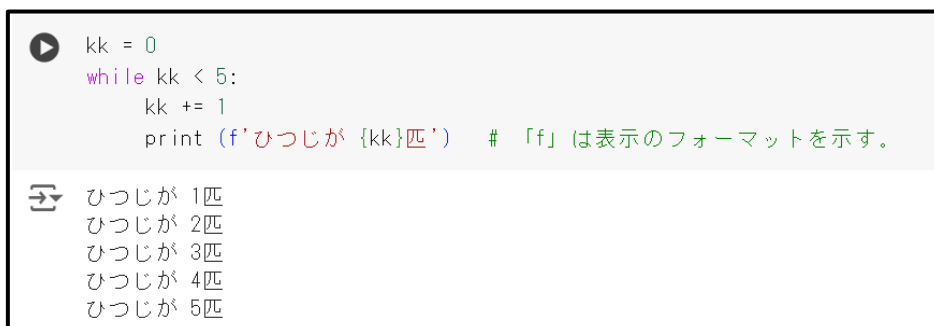 kk = 0
while kk < 5:
    kk += 1
    print (f'ひつじが {kk}匹')  # 「f」は表示のフォーマットを示す。
ひつじが 1匹
ひつじが 2匹
ひつじが 3匹
ひつじが 4匹
ひつじが 5匹